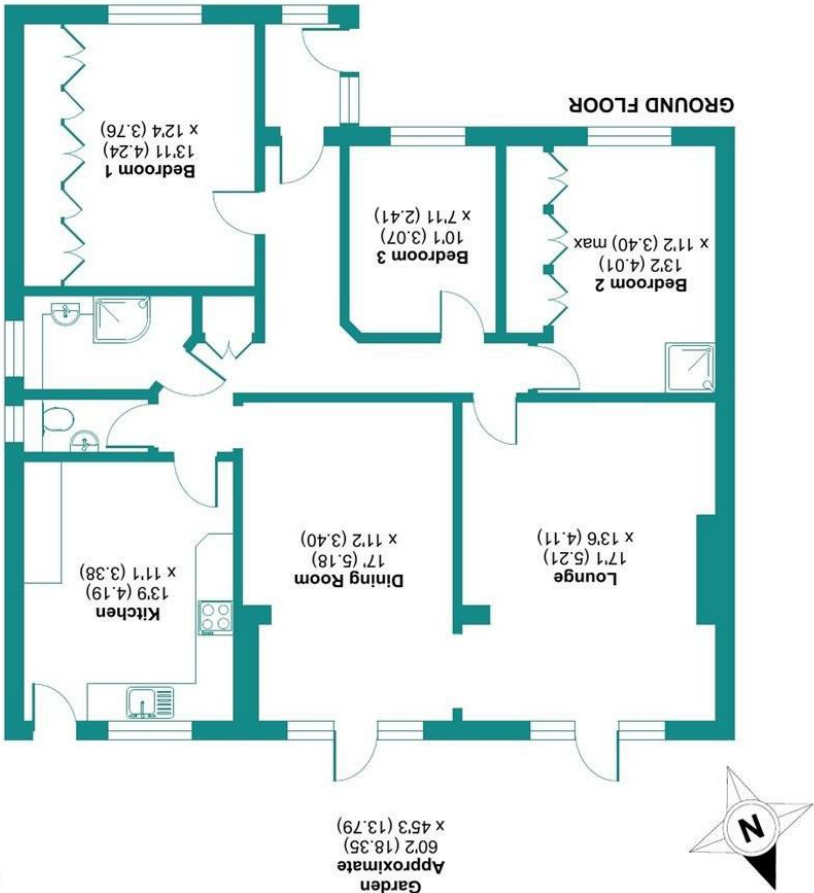 Garden
Approximate
60'2 (18.35)
x 45'3 (13.79)
N
Lounge
17'1 (5.21)
x 13'6 (4.11)
Dining Room
17' (5.18)
x 11'2 (3.40)
Kitchen
13'9 (4.19)
x 11'1 (3.38)
Bedroom 2
13'2 (4.01)
x 11'2 (3.40) max
Bedroom 3
10'1 (3.07)
x 7'11 (2.41)
Bedroom 1
13'11 (4.24)
x 12'4 (3.76)
GROUND FLOOR